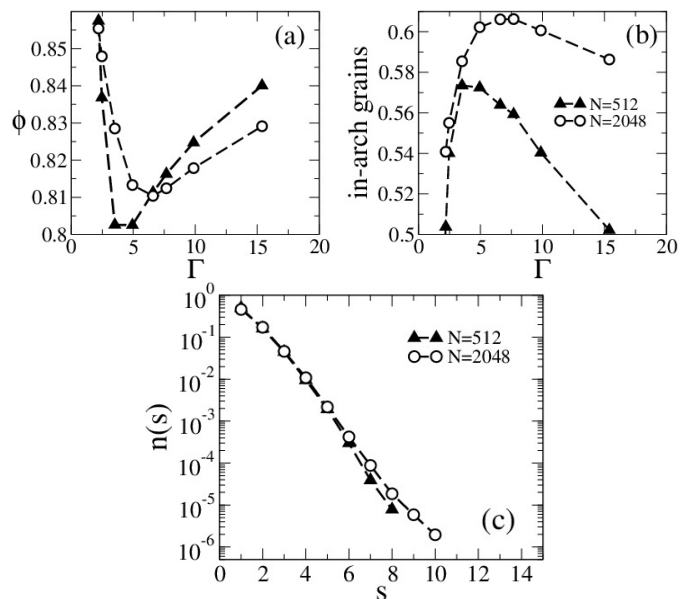 (a)
ϕ
0.85
0.84
0.83
0.82
0.81
0.8
0 5 10 15 20
Γ
(b)
in-arch grains
0.6
0.58
0.56
0.54
0.52
0.5
N=512
N=2048
0 5 10 15 20
Γ
n(s)
10^0
10^-1
10^-2
10^-3
10^-4
10^-5
10^-6
N=512
N=2048
(c)
0 2 4 6 8 10 12 14
s